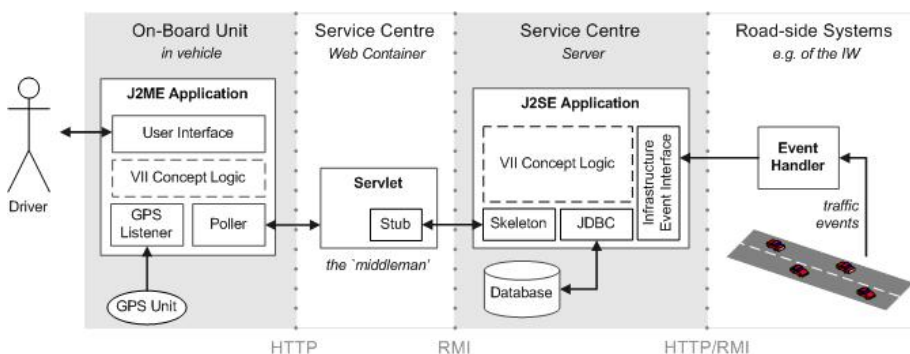 On-Board Unit
in vehicle
Service Centre
Web Container
Service Centre
Server
Road-side Systems
e.g. of the IW
J2ME Application
User Interface
VII Concept Logic
GPS
Listener
Poller
GPS Unit
Driver
Servlet
Stub
the `middleman'
J2SE Application
VII Concept Logic
Skeleton
JDBC
Infrastructure
Event Interface
Database
Event
Handler
traffic
events
HTTP
RMI
HTTP/RMI